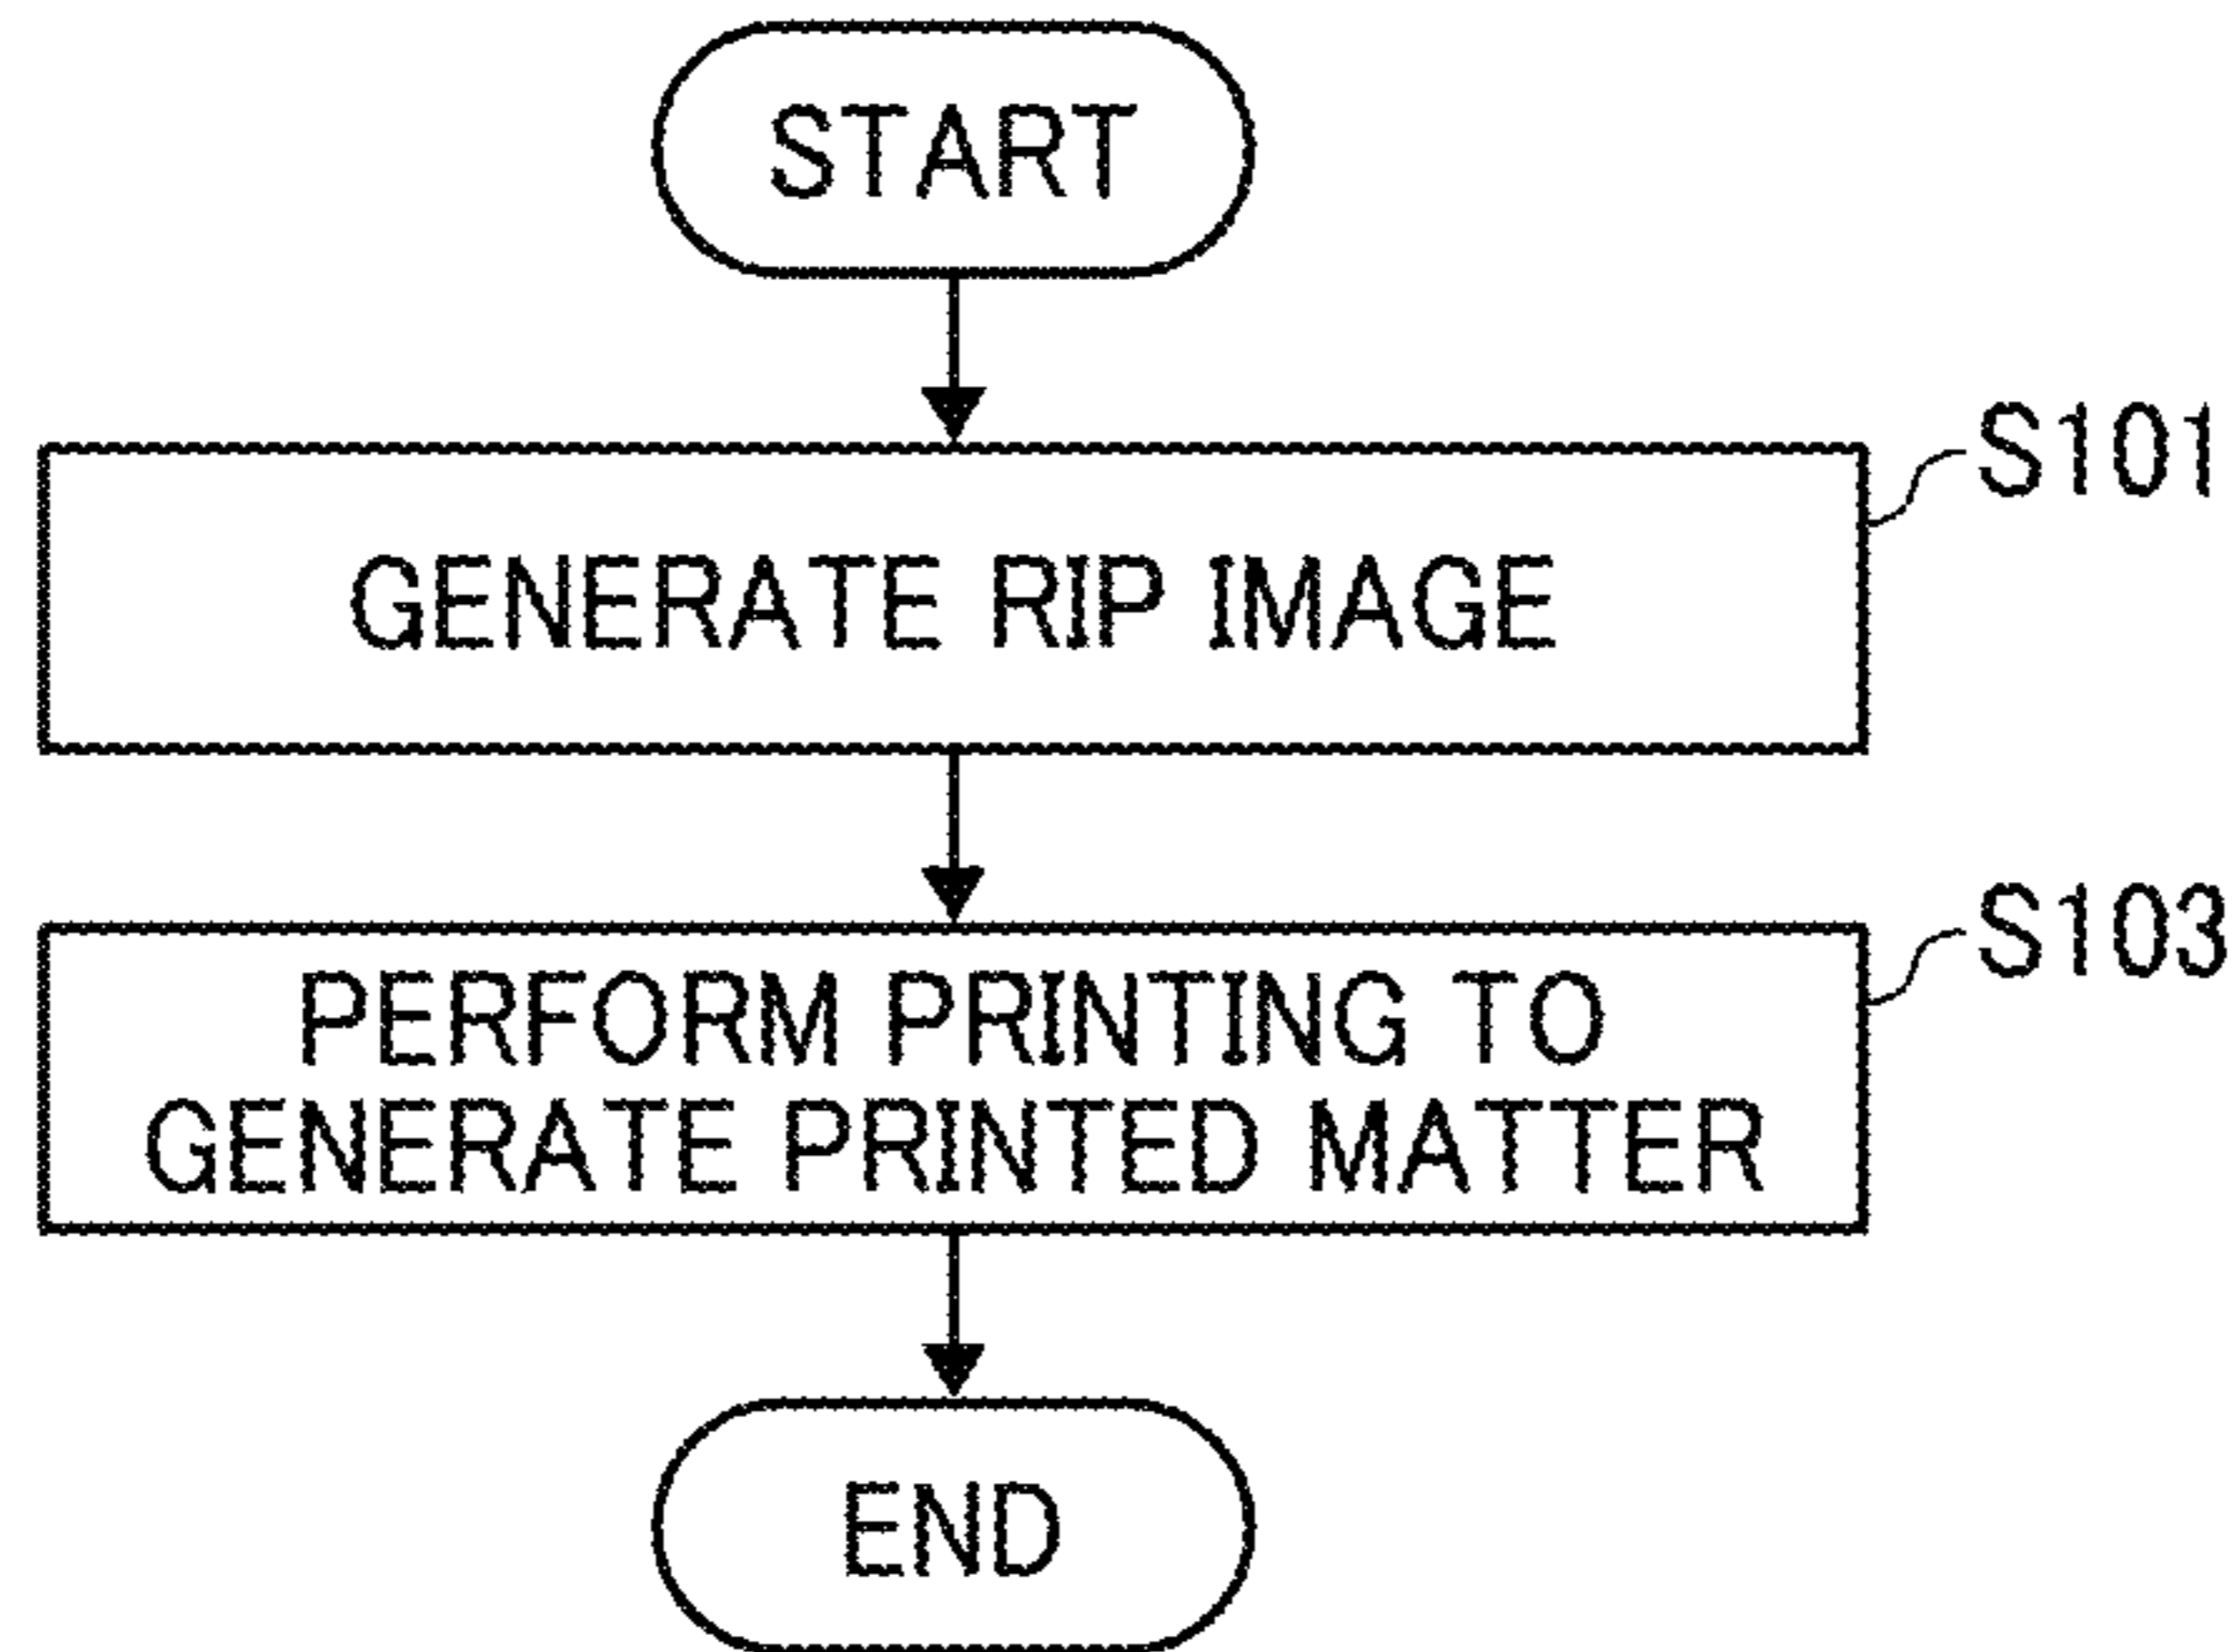 START
S101
GENERATE RIP IMAGE
S103
PERFORM PRINTING TO
GENERATE PRINTED MATTER
END